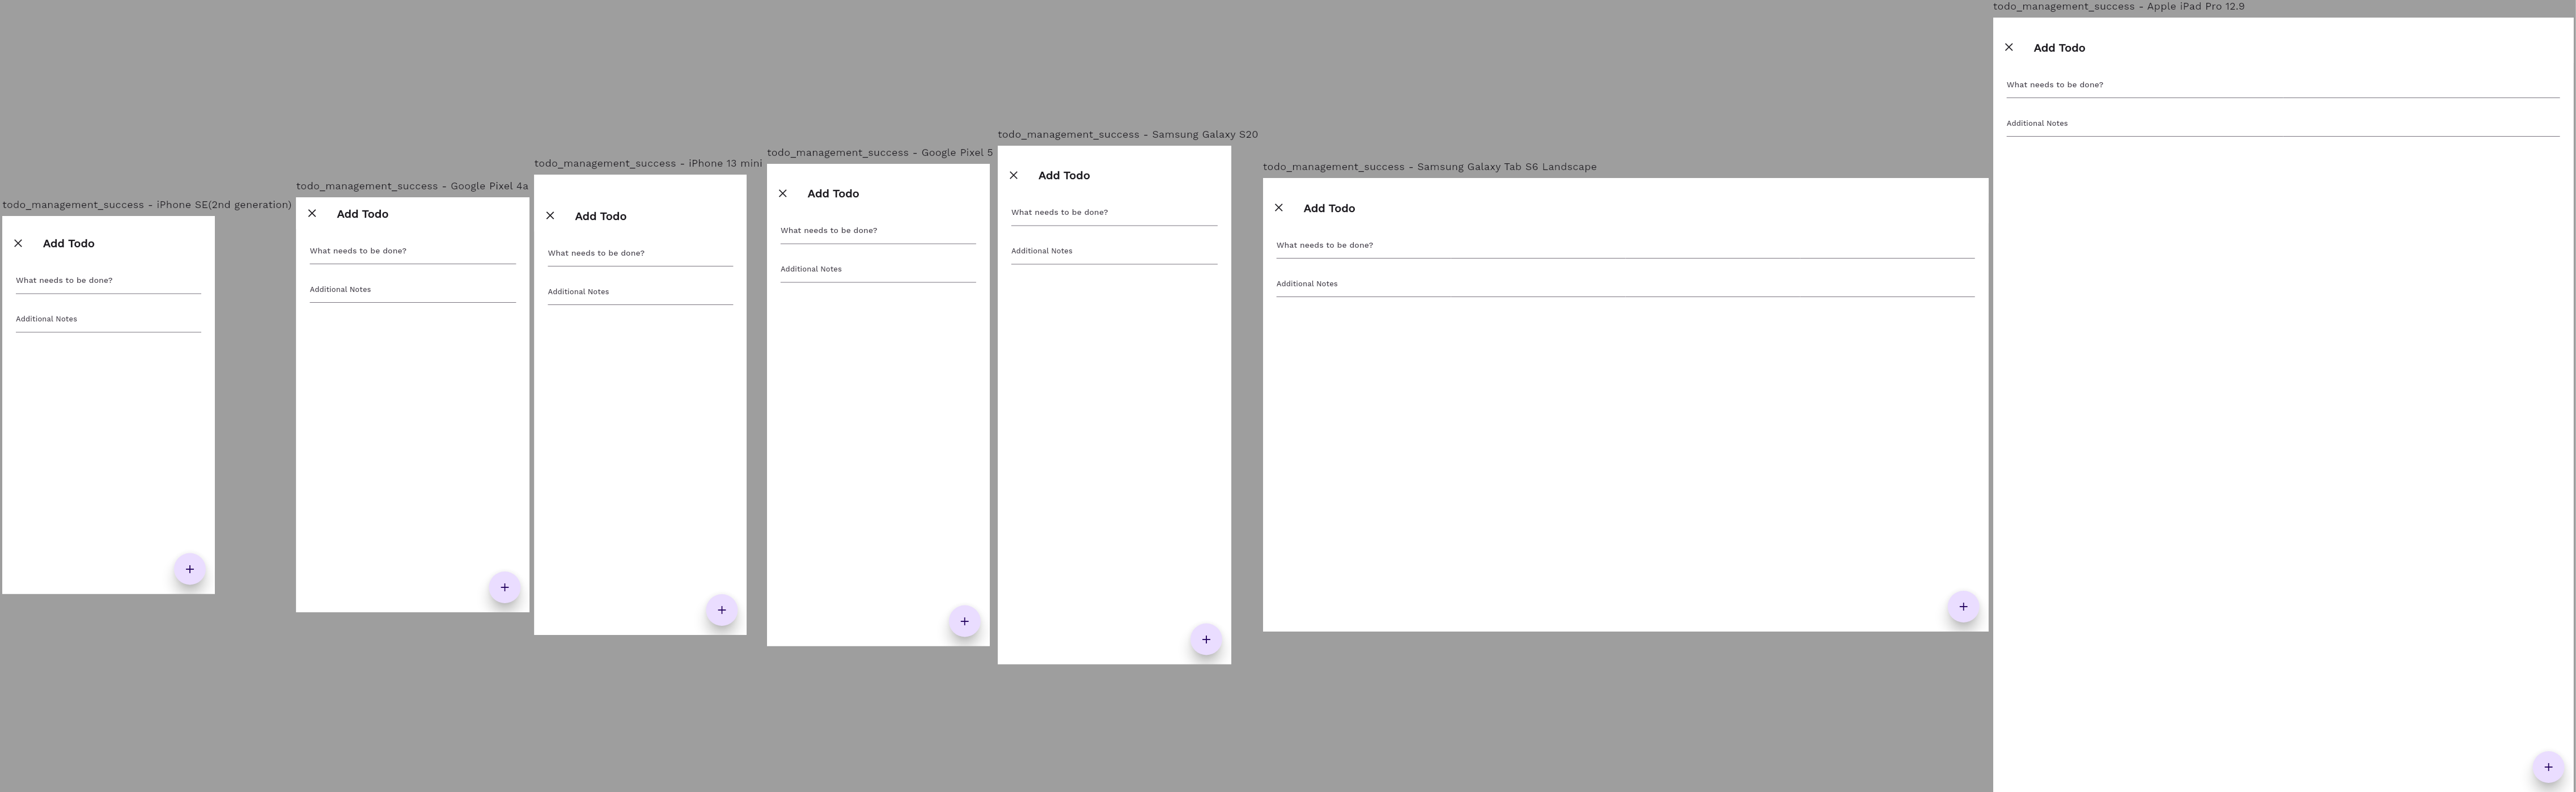 todo_management_success - iPhone SE(2nd generation)
Add Todo
What needs to be done?
Additional Notes
todo_management_success - Google Pixel 4a
Add Todo
What needs to be done?
Additional Notes
todo_management_success - iPhone 13 mini
Add Todo
What needs to be done?
Additional Notes
todo_management_success - Google Pixel 5
Add Todo
What needs to be done?
Additional Notes
todo_management_success - Samsung Galaxy S20
Add Todo
What needs to be done?
Additional Notes
todo_management_success - Samsung Galaxy Tab S6 Landscape
Add Todo
What needs to be done?
Additional Notes
todo_management_success - Apple iPad Pro 12.9
Add Todo
What needs to be done?
Additional Notes